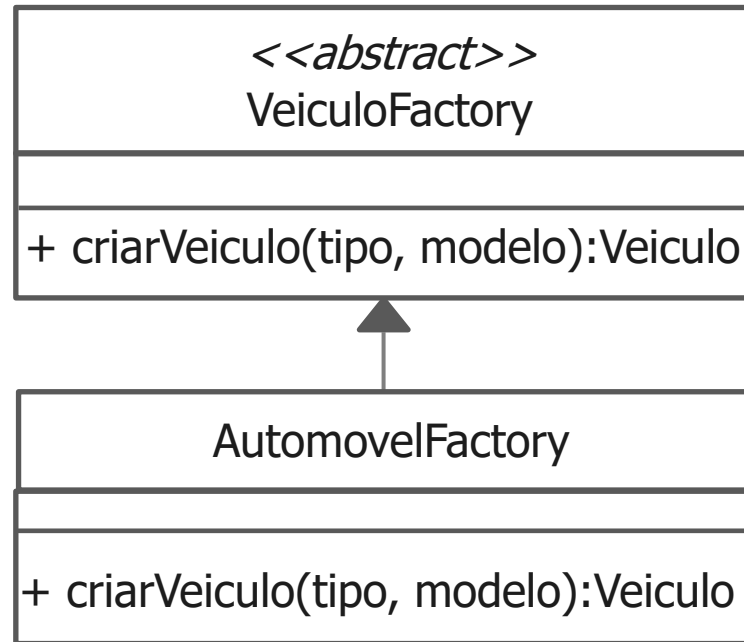 <<abstract>>
VeiculoFactory
+ criarVeiculo(tipo, modelo):Veiculo
AutomovelFactory
+ criarVeiculo(tipo, modelo):Veiculo